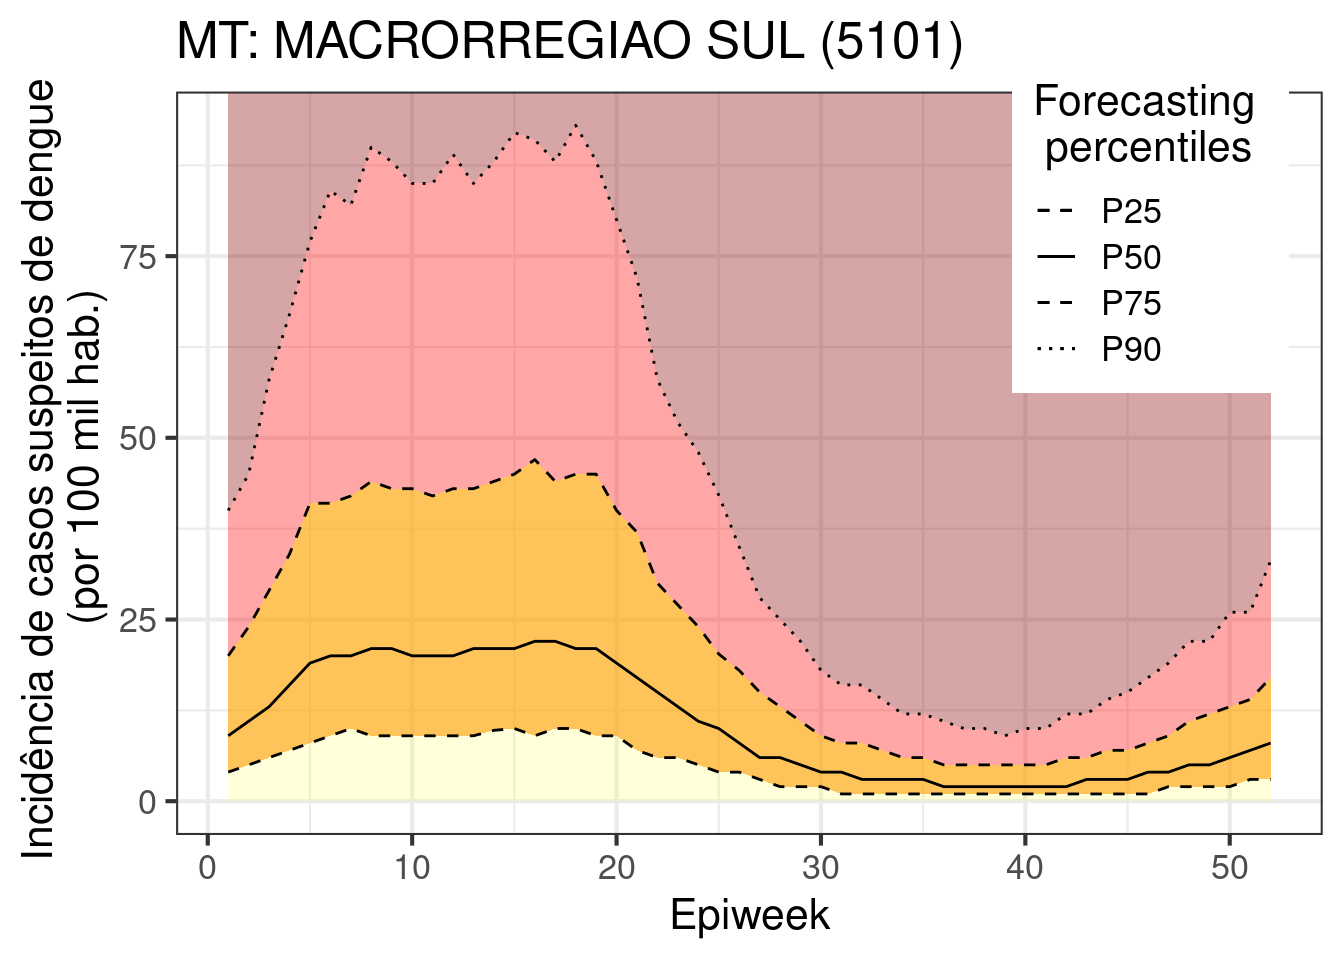 MT: MACRORREGIAO SUL (5101)
Incidência de casos suspeitos de dengue
(por 100 mil hab.)
75
50
25
0
Forecasting
percentiles
P25
P50
P75
P90
0 10 20 30 40 50
Epiweek